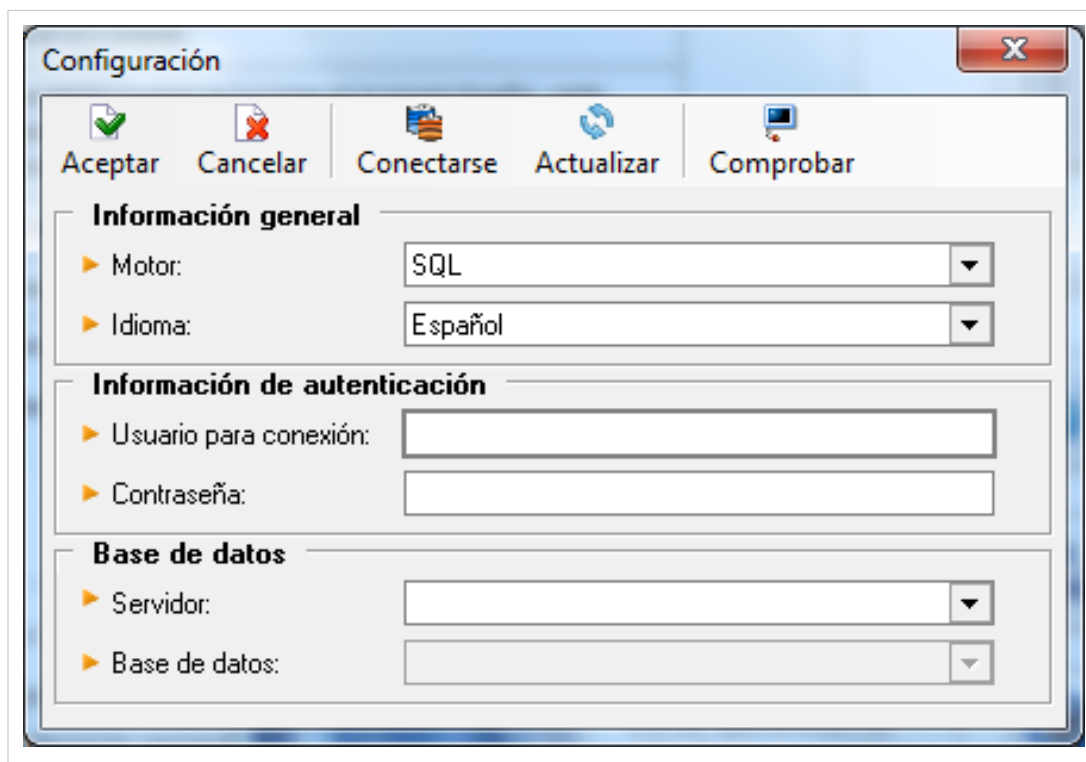 Configuración
Aceptar Cancelar Conectarse Actualizar Comprobar
Información general
Motor: SQL
Idioma: Español
Información de autenticación
Usuario para conexión:
Contraseña:
Base de datos
Servidor:
Base de datos: